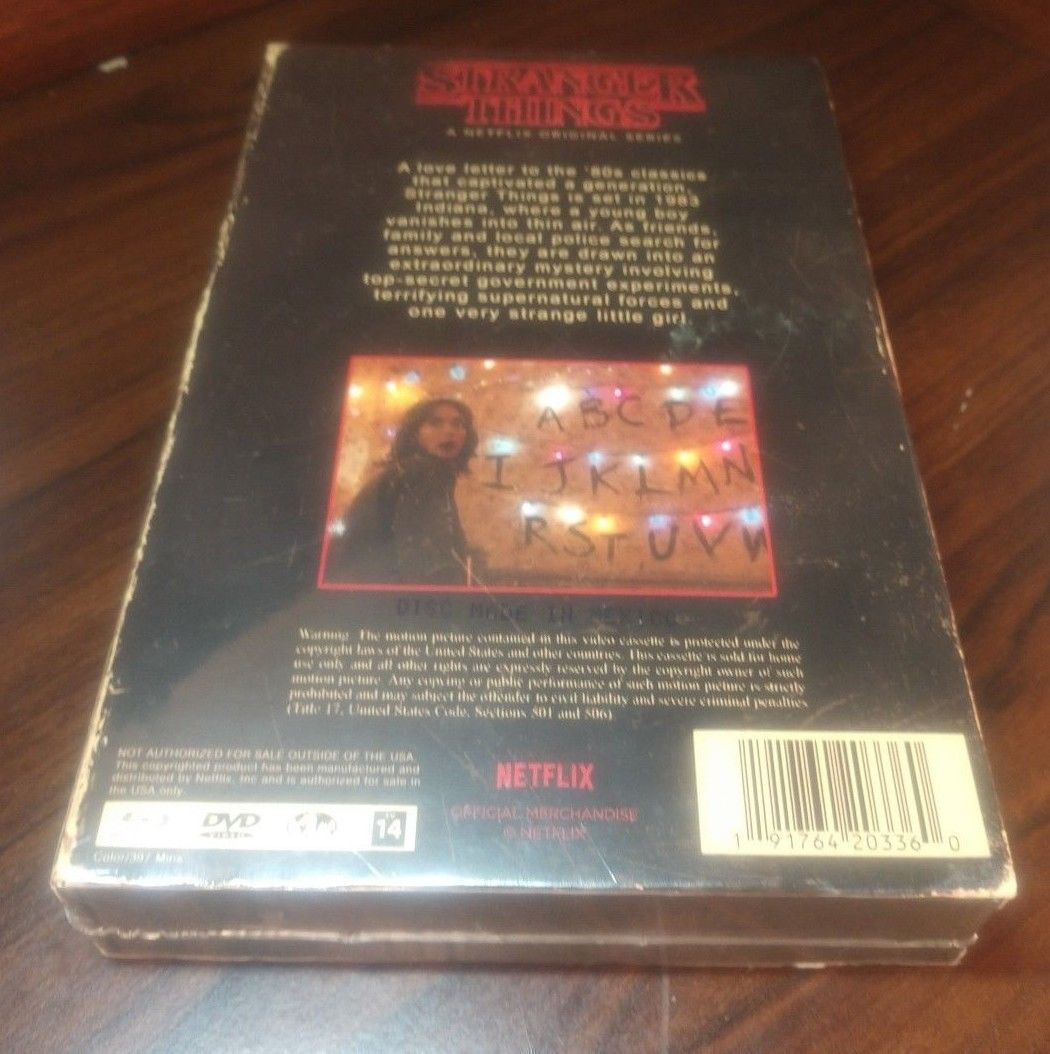 STRANGER
THINGS
A NETFLIX ORIGINAL SERIES
A love letter to the '80s classics
that captivated a generation,
Stranger Things is set in 1983
Indiana, where a young boy
vanishes into thin air. As friends,
family and local police search for
answers, they are drawn into an
extraordinary mystery involving
top-secret government experiments,
terrifying supernatural forces and
one very strange little girl.
A B C D E
I J K L M N
R S T U V W
DISC MADE IN MEXICO
Warning: The motion picture contained in this video cassette is protected under the
copyright laws of the United States and other countries. This cassette is sold for home
use only and all other rights are expressly reserved by the copyright owner of such
motion picture. Any copying or public performance of such motion picture is strictly
prohibited and may subject the offender to civil liability and severe criminal penalties
(Title 17, United States Code, Sections 501 and 506)
NOT AUTHORIZED FOR SALE OUTSIDE OF THE USA.
This copyrighted product has been manufactured and
distributed by Netflix, Inc and is authorized for sale in
the USA only.
DVD
VIDEO
TV
14
Color/397 Mins
NETFLIX
OFFICIAL MERCHANDISE
© NETFLIX
1 91764 20336 0